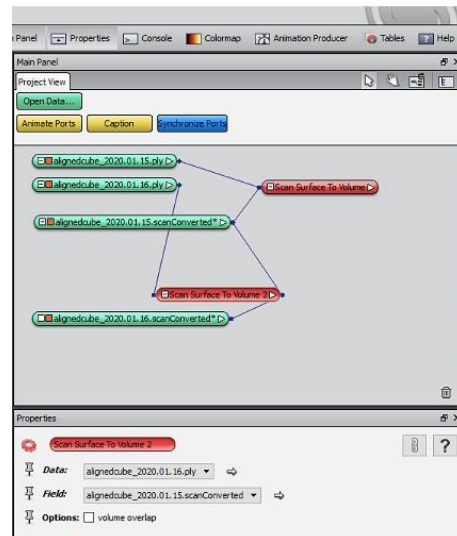 Panel Properties Console Colormap Animation Producer Tables Help
Main Panel
Project View
Open Data...
Animate Ports Caption Synchronize Ports
alignedcube_2020.01.15.ply
alignedcube_2020.01.16.ply
Scan Surface To Volume
alignedcube_2020.01.15.scanConverted*
Scan Surface To Volume 2
alignedcube_2020.01.16.scanConverted*
Properties
Scan Surface To Volume 2
?
Data: alignedcube_2020.01.16.ply
Field: alignedcube_2020.01.15.scanConverted
Options: volume overlap